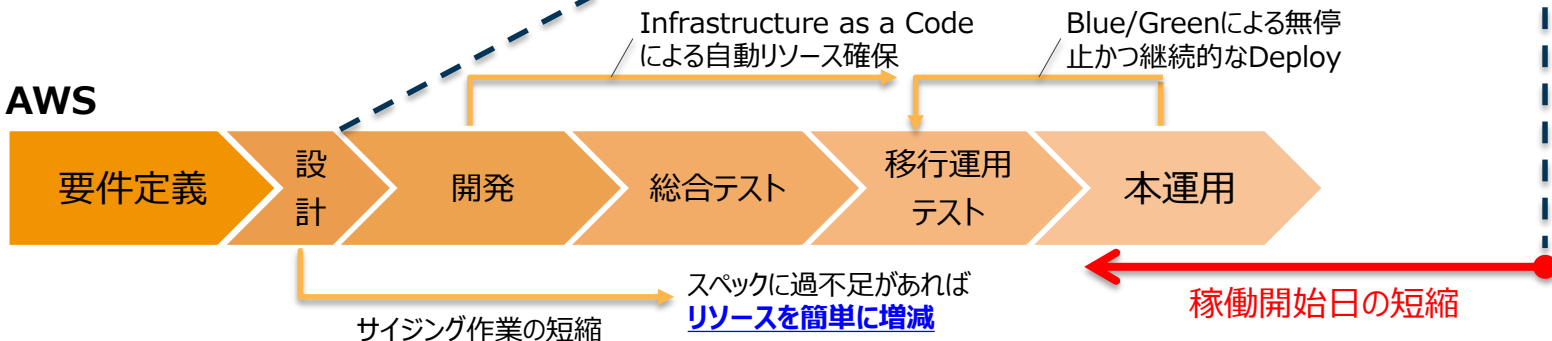 Infrastructure as a Code
による自動リソース確保
Blue/Greenによる無停
止かつ継続的なDeploy
AWS
要件定義
設
計
開発
総合テスト
移行運用
テスト
本運用
サイジング作業の短縮
スペックに過不足があれば
リソースを簡単に増減
稼働開始日の短縮